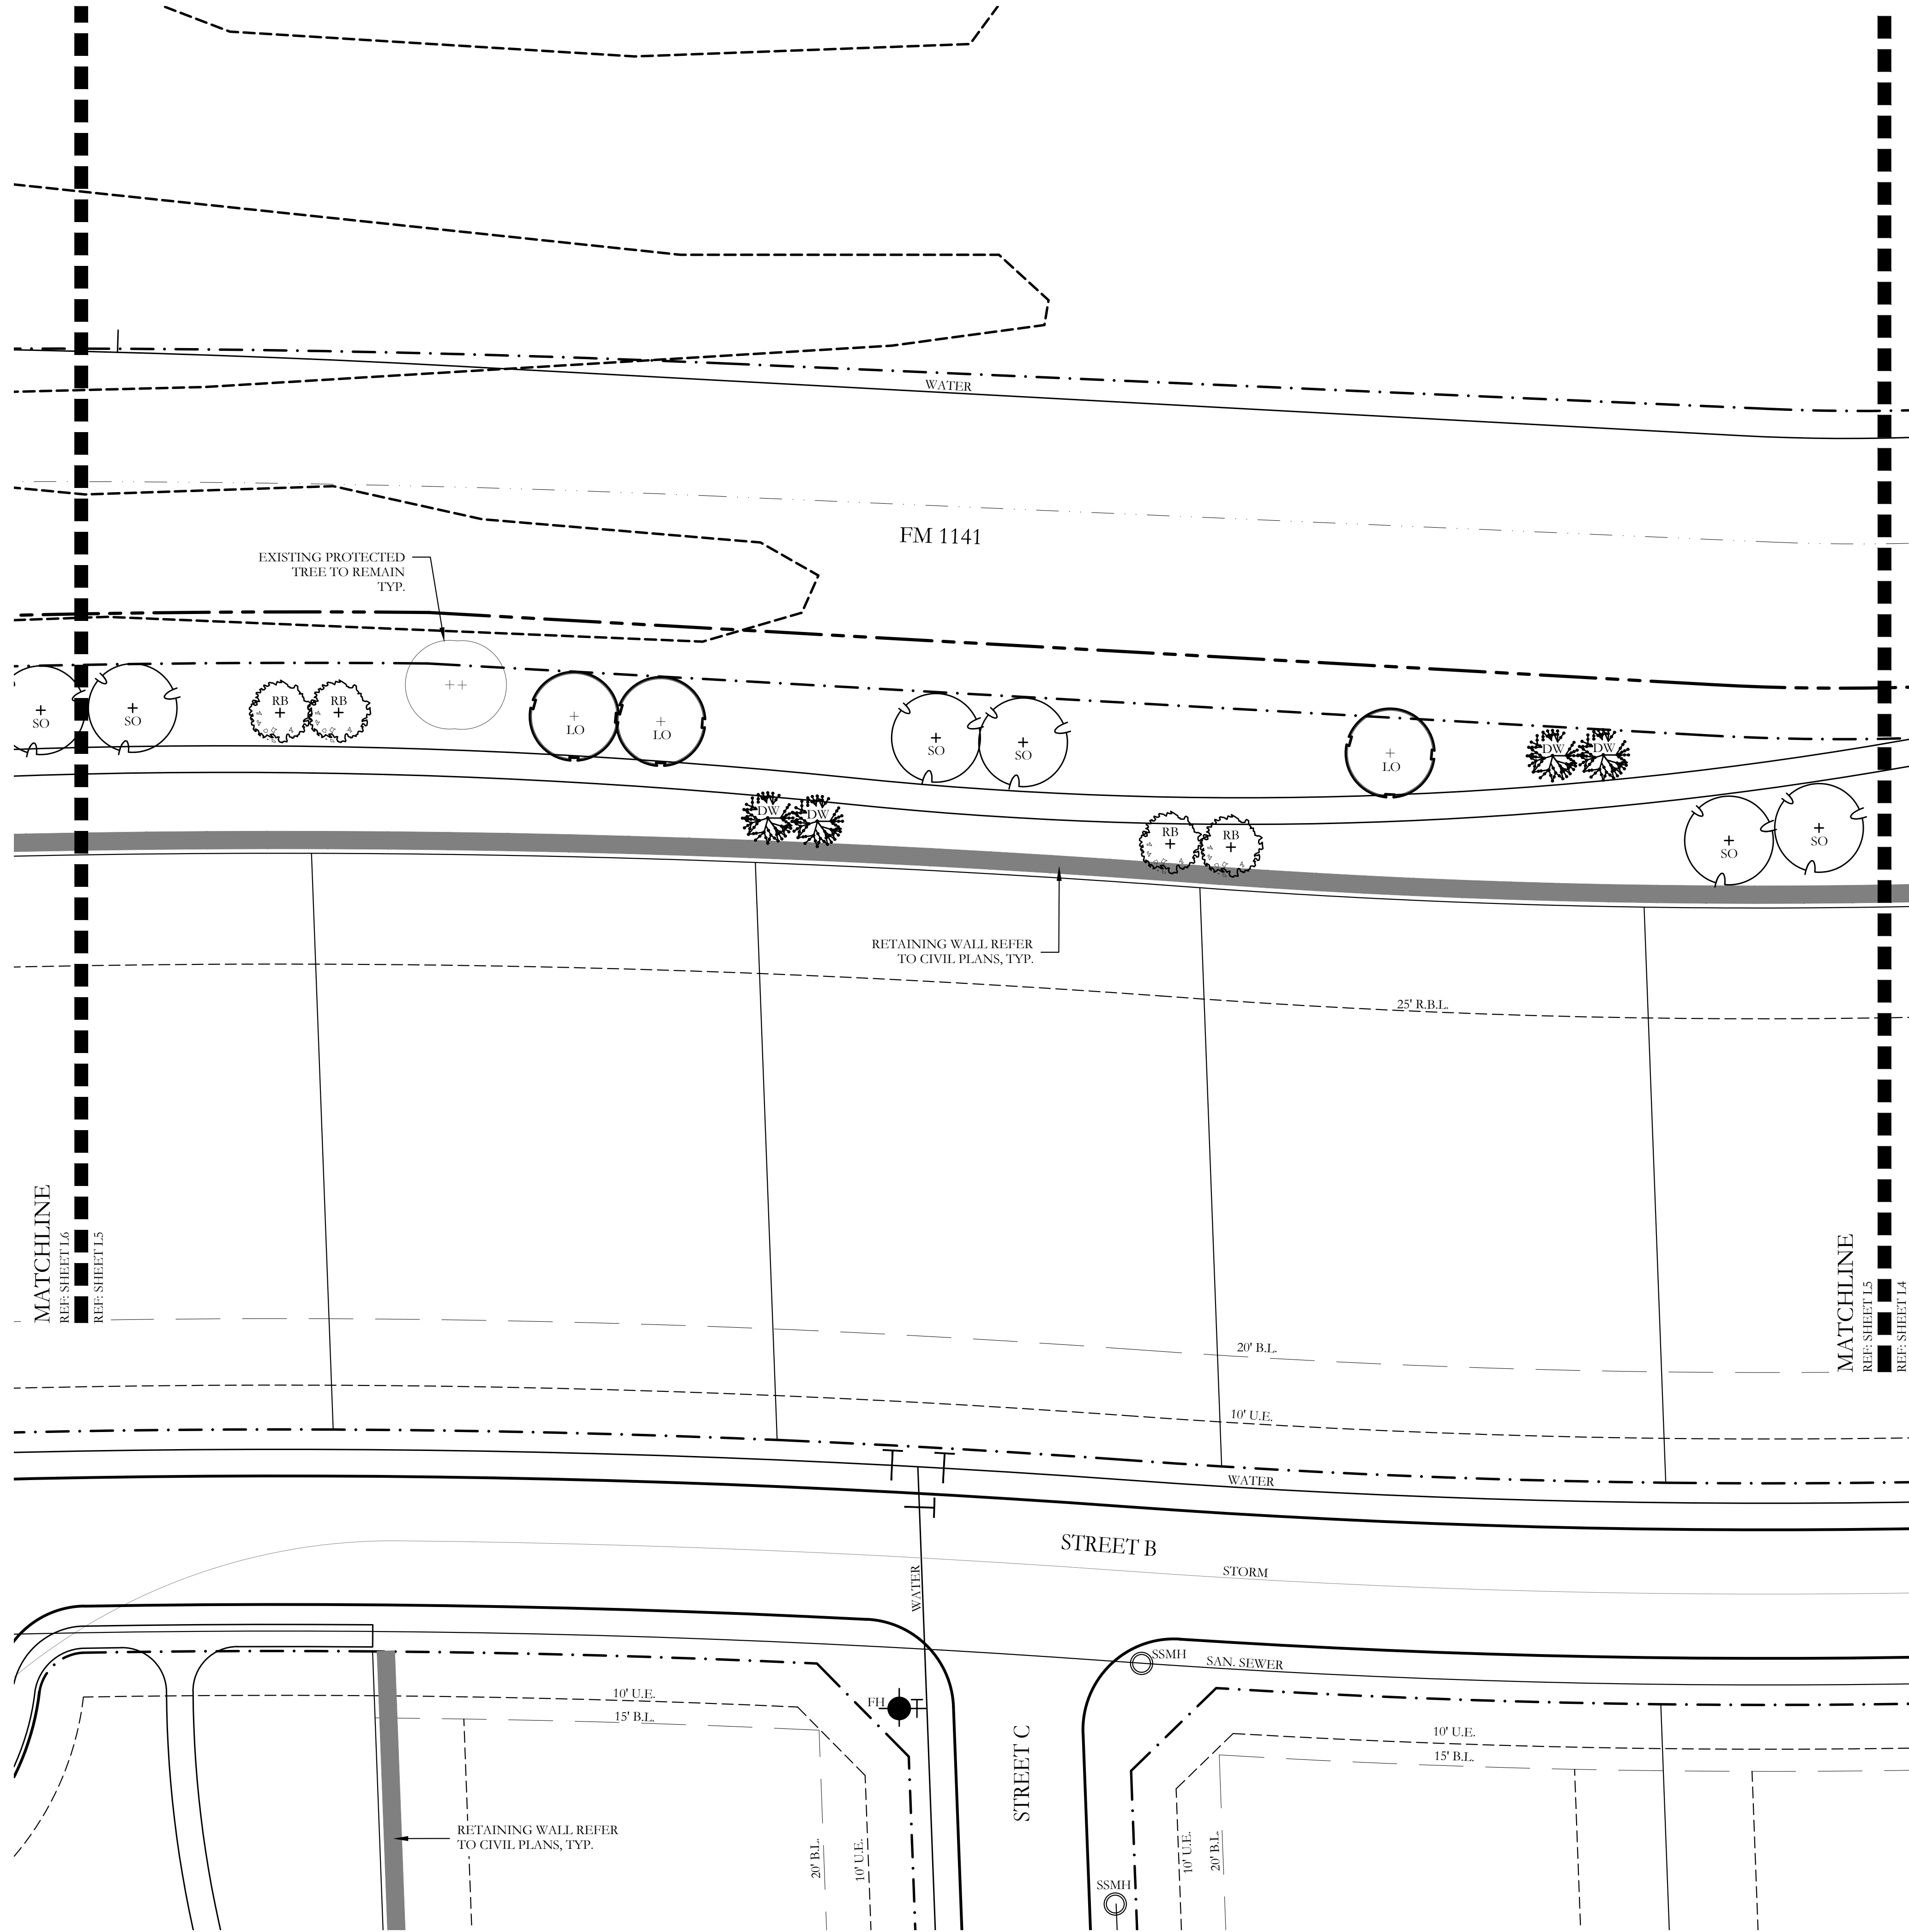 WATER
FM 1141
EXISTING PROTECTED
TREE TO REMAIN
TYP.
SO
SO
RB
RB
LO
LO
SO
SO
LO
DW
DW
DW
DW
RB
RB
SO
SO
RETAINING WALL REFER
TO CIVIL PLANS, TYP.
25' R.B.L.
MATCHLINE
REF: SHEET L6
REF: SHEET L5
MATCHLINE
REF: SHEET L5
REF: SHEET L4
20' B.L.
10' U.E.
WATER
STREET B
STORM
WATER
SSMH
SAN. SEWER
10' U.E.
15' B.L.
FH
STREET C
10' U.E.
15' B.L.
RETAINING WALL REFER
TO CIVIL PLANS, TYP.
20' B.L.
10' U.E.
10' U.E.
20' B.L.
SSMH